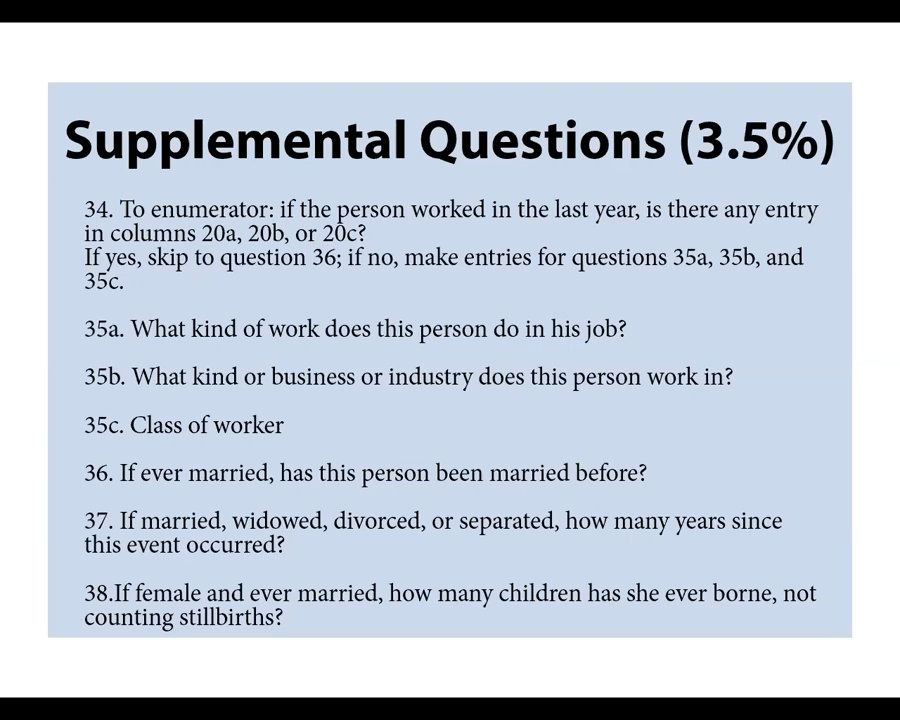 Supplemental Questions (3.5%)
34. To enumerator: if the person worked in the last year, is there any entry
in columns 20a, 20b, or 20c?
If yes, skip to question 36; if no, make entries for questions 35a, 35b, and
35c.
35a. What kind of work does this person do in his job?
35b. What kind or business or industry does this person work in?
35c. Class of worker
36. If ever married, has this person been married before?
37. If married, widowed, divorced, or separated, how many years since
this event occurred?
38.If female and ever married, how many children has she ever borne, not
counting stillbirths?